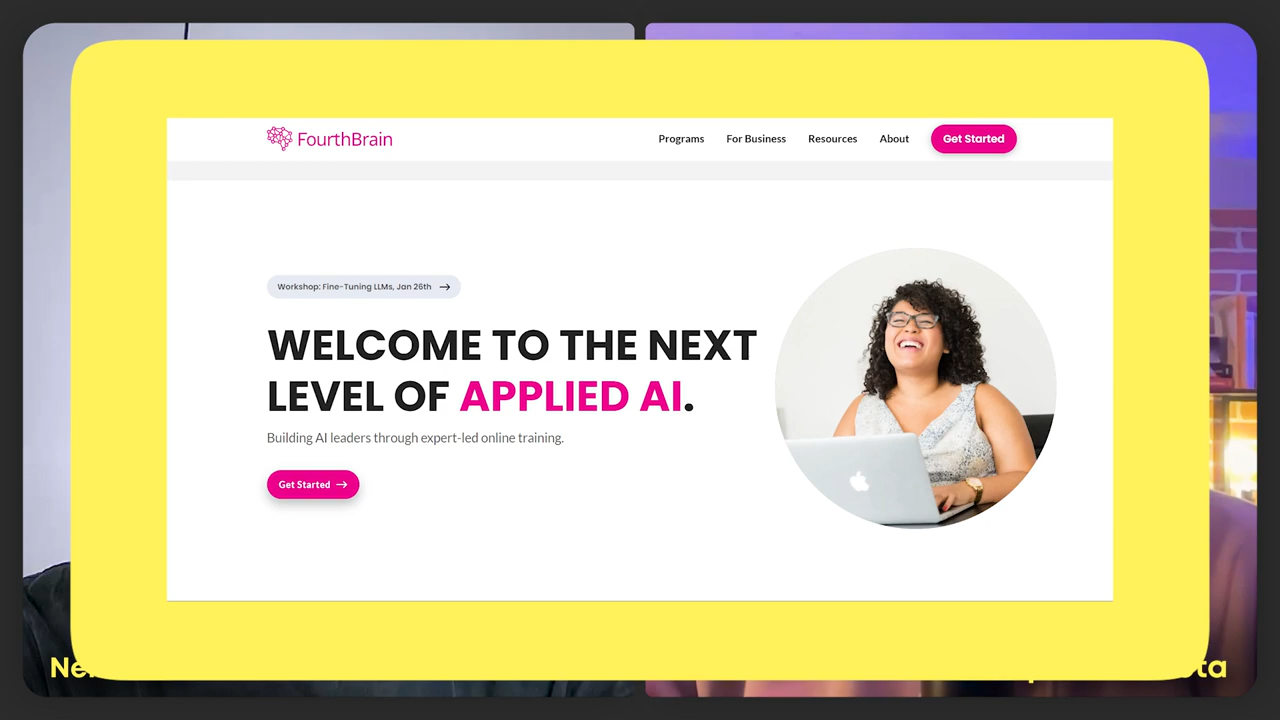 FourthBrain
Programs
For Business
Resources
About
Get Started
Workshop: Fine-Tuning LLMs, Jan 26th →
WELCOME TO THE NEXT
LEVEL OF APPLIED AI.
Building AI leaders through expert-led online training.
Get Started →